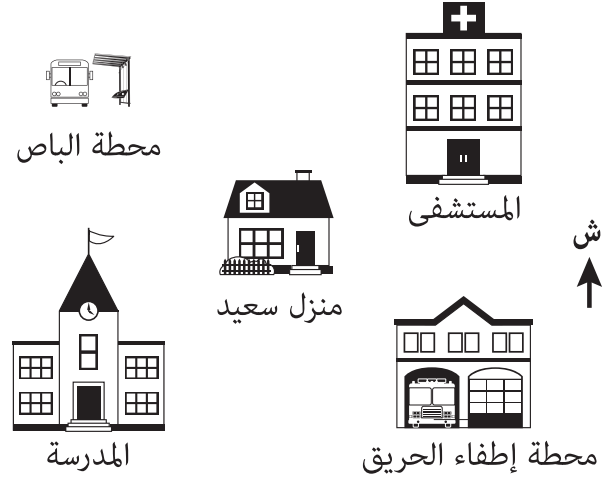 محطة الباص
المستشفى
ش
منزل سعيد
المدرسة
محطة إطفاء الحريق